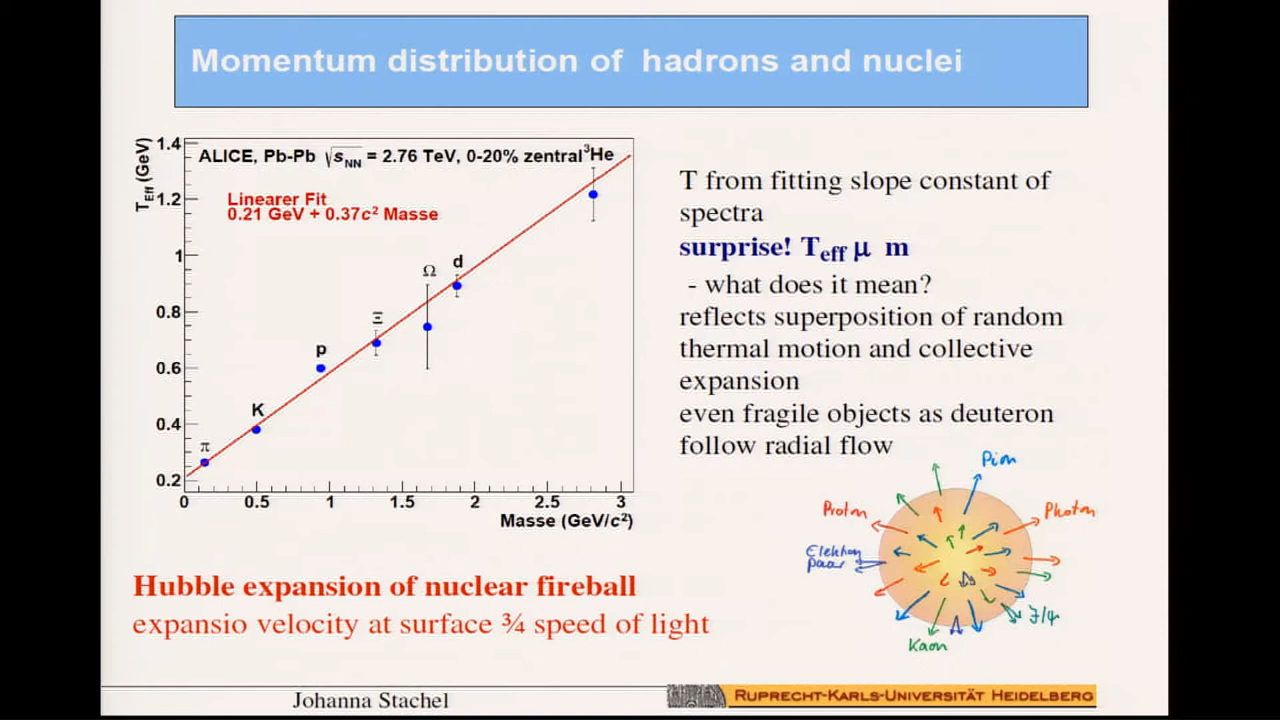 Momentum distribution of hadrons and nuclei
T_Eff (GeV)
1.4
1.2
1
0.8
0.6
0.4
0.2
ALICE, Pb-Pb √s_NN = 2.76 TeV, 0-20% zentral
³He
Linearer Fit
0.21 GeV + 0.37c² Masse
π
K
p
Ξ
Ω
d
0 0.5 1 1.5 2 2.5 3
Masse (GeV/c²)
T from fitting slope constant of
spectra
surprise! T_eff μ m
- what does it mean?
reflects superposition of random
thermal motion and collective
expansion
even fragile objects as deuteron
follow radial flow
Pion
Proton
Photon
Elektron
paar
J/ψ
Kaon
Hubble expansion of nuclear fireball
expansio velocity at surface ¾ speed of light
Johanna Stachel
RUPRECHT-KARLS-UNIVERSITÄT HEIDELBERG